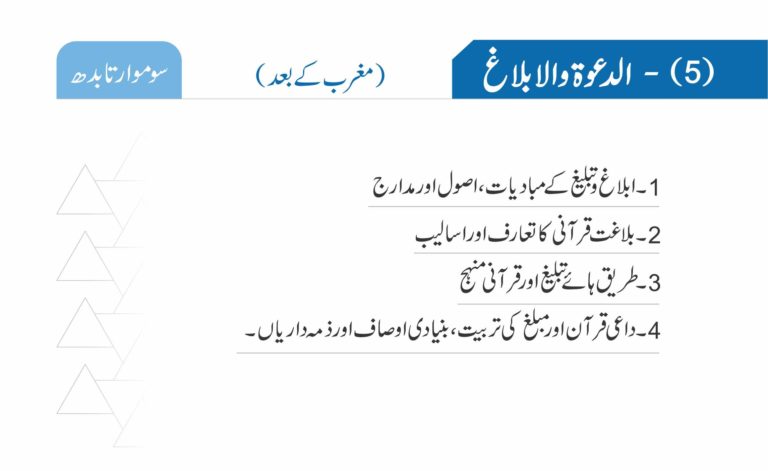 (5) - الدعوۃ والابلاغ
(مغرب کے بعد)
سوموار تا بدھ
1۔ابلاغ و تبلیغ کے مبادیات، اصول اور مدارج
2۔بلاغت قرآنی کا تعارف اور اسالیب
3۔طریق ہائے تبلیغ اور قرآنی منہج
4۔داعی قرآن اور مبلغ کی تربیت، بنیادی اوصاف اور ذمہ داریاں۔